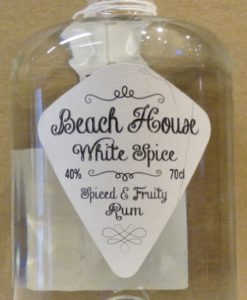 Beach House
White Spice
40% 70cl
Spiced & Fruity
Rum